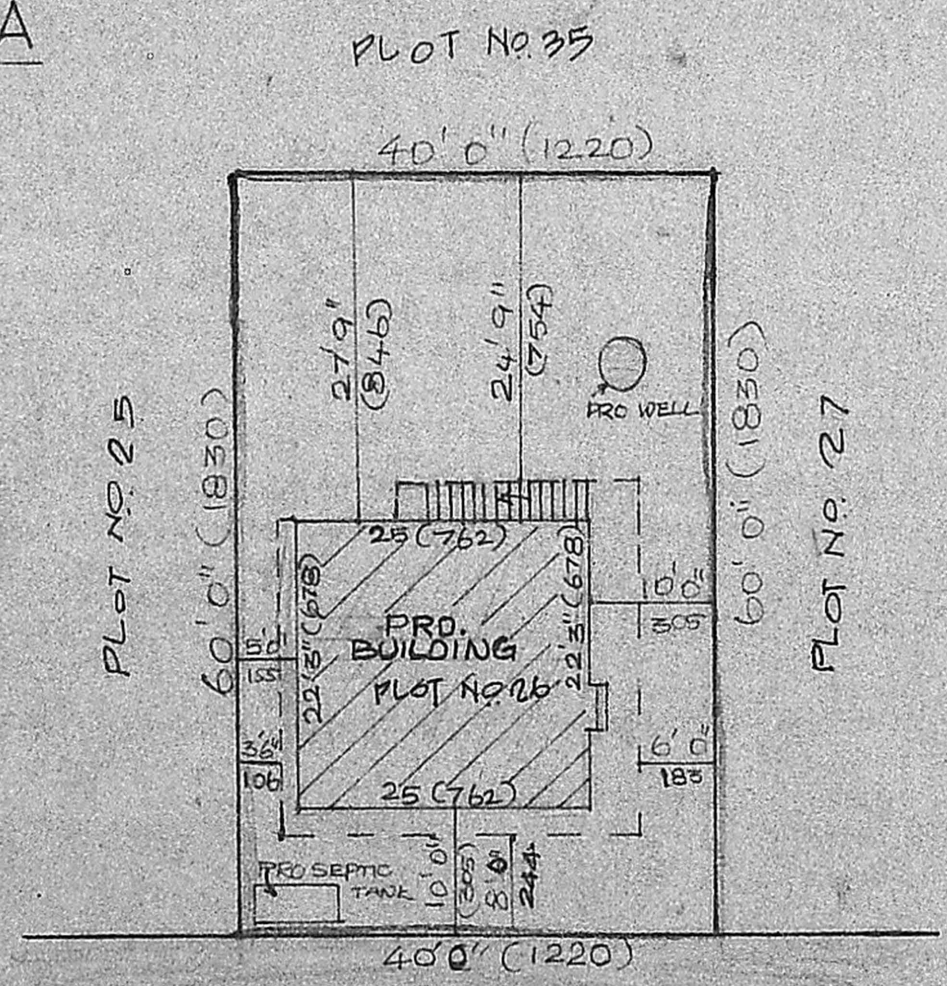 A
PLOT NO. 35
40' 0" (1220)
27'9"
(846)
24' 9"
(754)
PRO WELL
60' 0" (1830)
PLOT NO. 25
60' 0" (1830)
PLOT NO. 27
25 (762)
22'3" (678)
22'3" (678)
PRO.
BUILDING
PLOT NO. 26
10' 0"
305
5'0"
155
3'6"
106
6' 0"
183
25 (762)
PRO SEPTIC
TANK
10' 0"
(305)
8' 0"
244
40'0" (1220)